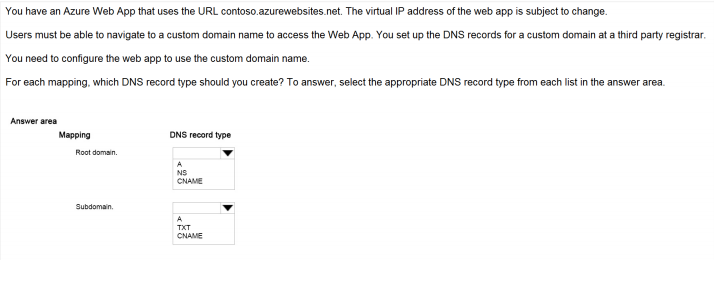 You have an Azure Web App that uses the URL contoso.azurewebsites.net. The virtual IP address of the web app is subject to change.
Users must be able to navigate to a custom domain name to access the Web App. You set up the DNS records for a custom domain at a third party registrar.
You need to configure the web app to use the custom domain name.
For each mapping, which DNS record type should you create? To answer, select the appropriate DNS record type from each list in the answer area.
Answer area
Mapping DNS record type
Root domain.
A
NS
CNAME
Subdomain.
A
TXT
CNAME